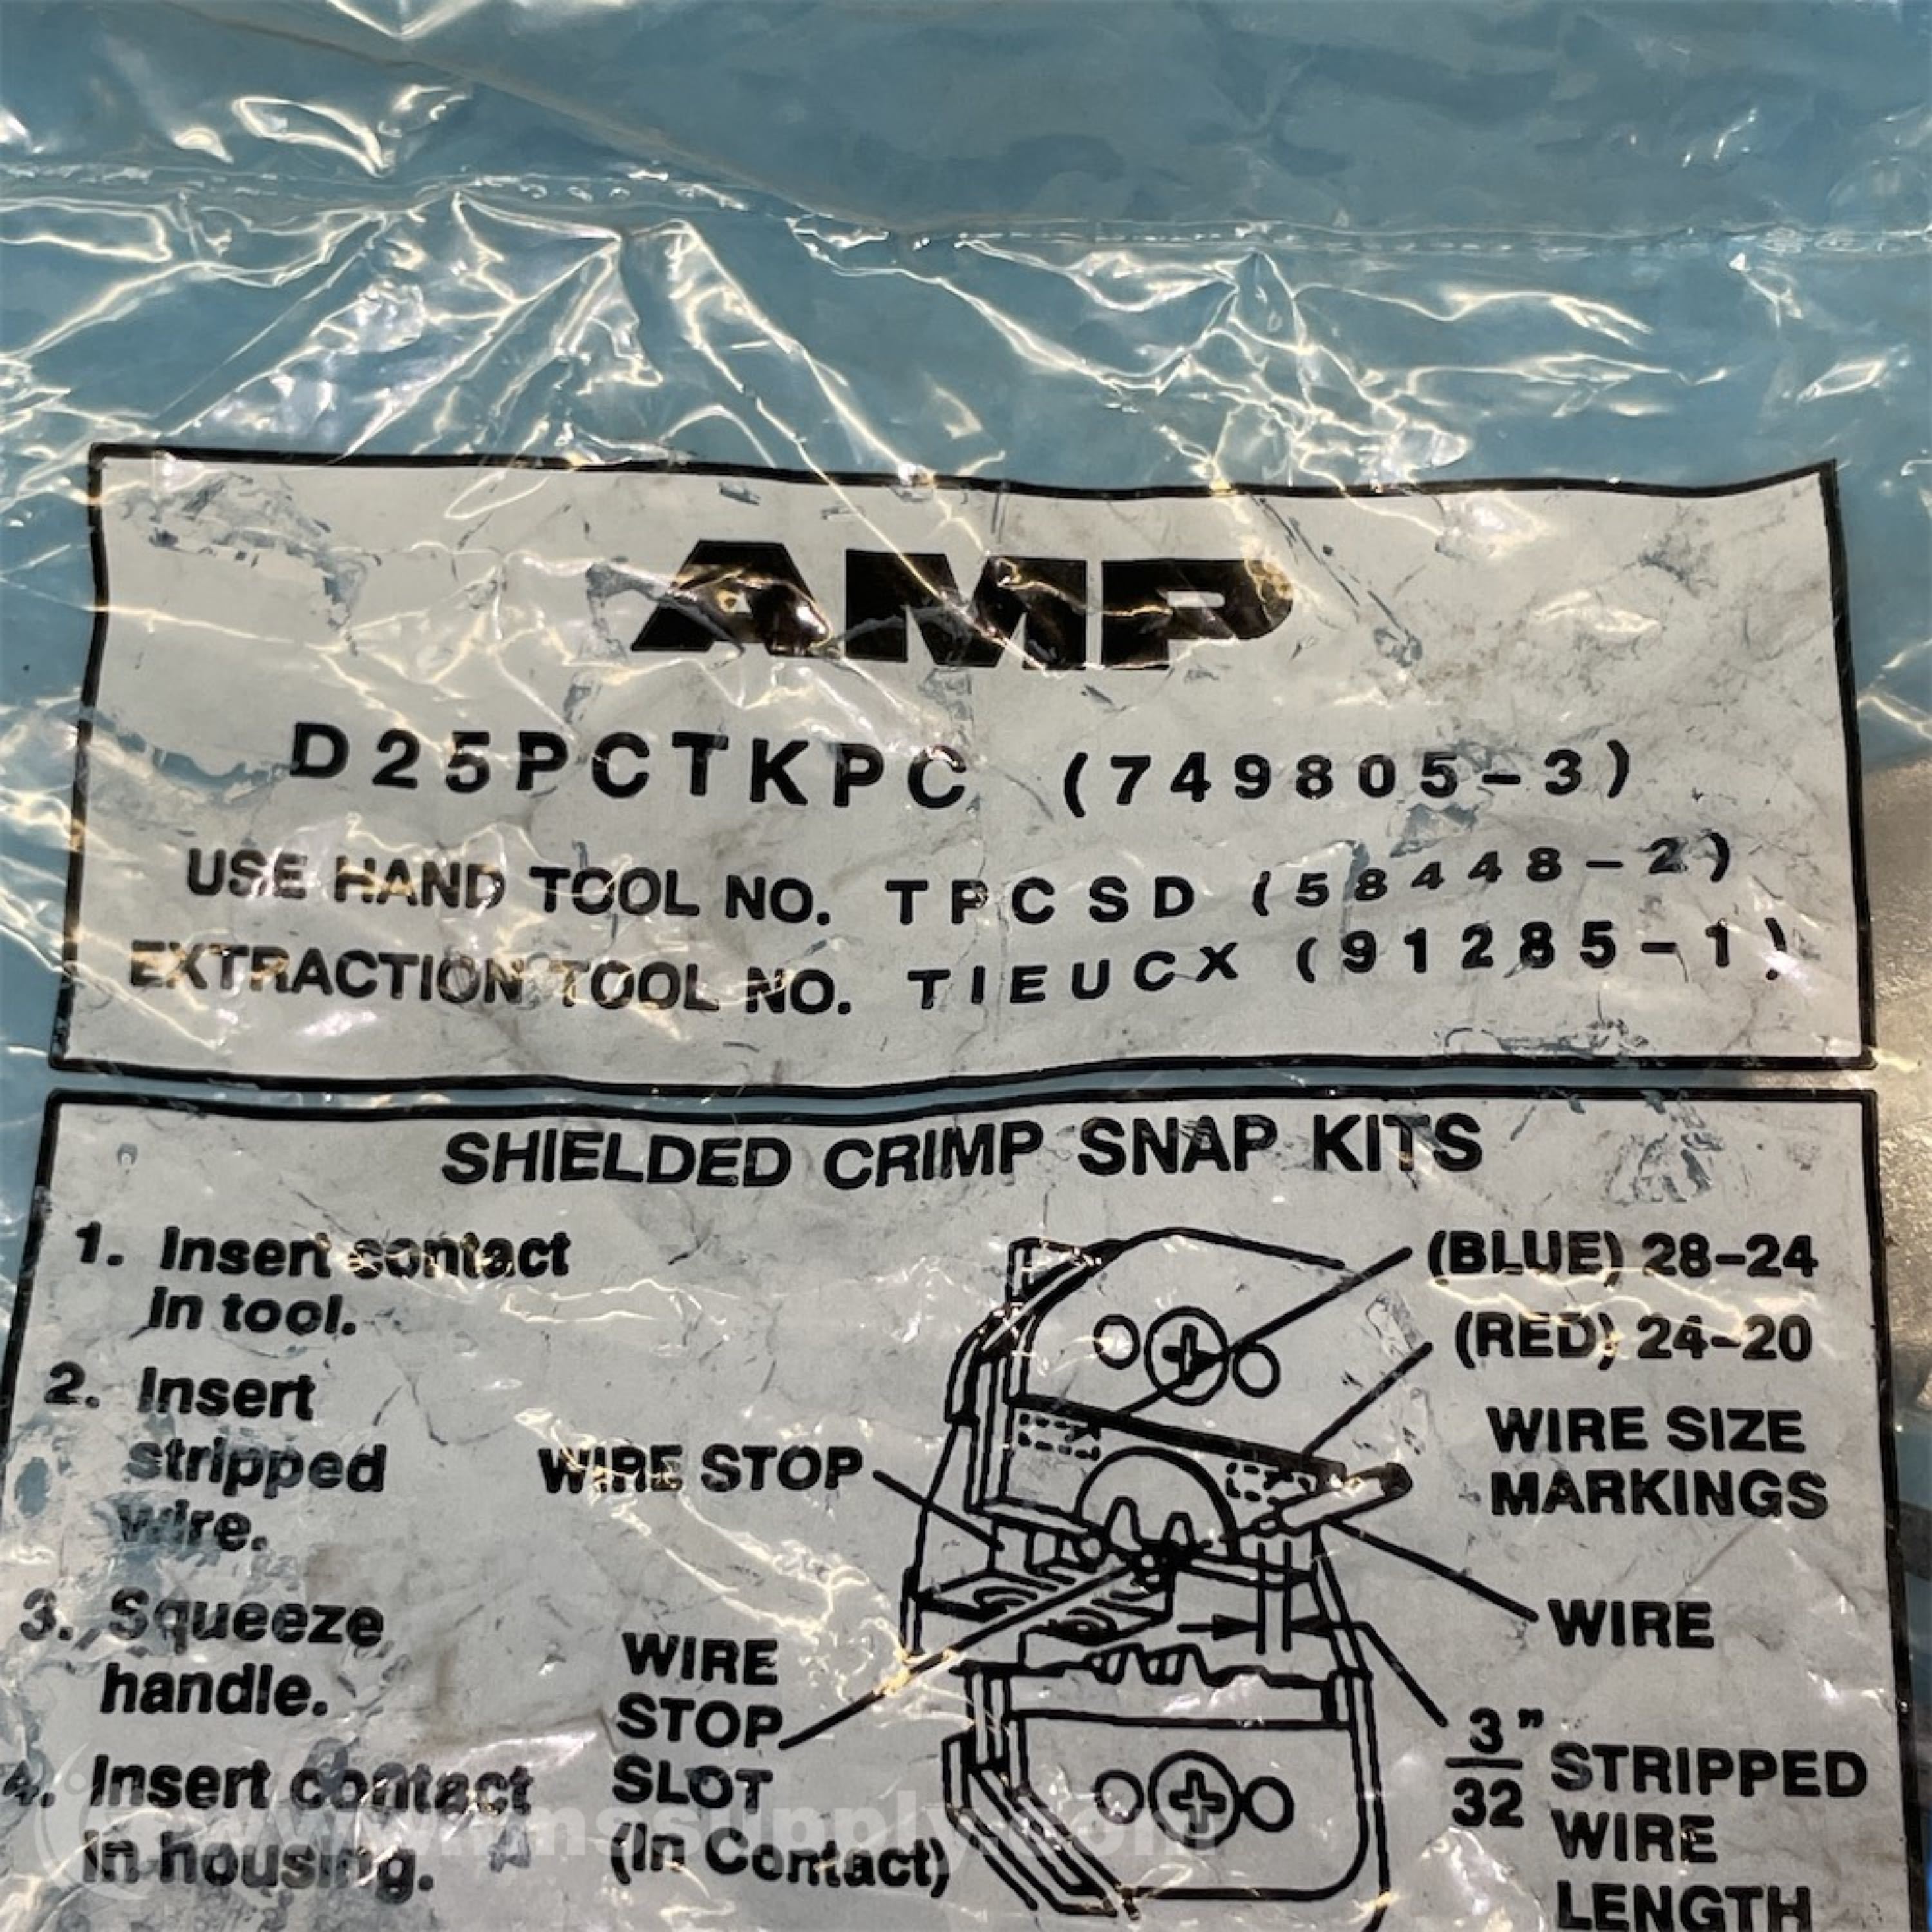 AMP
D25PCTKPC (749805-3)
USE HAND TOOL NO. TPCSD (58448-2)
EXTRACTION TOOL NO. TIEUCX (91285-1)
SHIELDED CRIMP SNAP KITS
1. Insert contact
in tool.
2. Insert
stripped
wire.
3. Squeeze
handle.
4. Insert contact
in housing.
WIRE STOP
WIRE
STOP
SLOT
(In Contact)
(BLUE) 28-24
(RED) 24-20
WIRE SIZE
MARKINGS
WIRE
3"
32
STRIPPED
WIRE
LENGTH